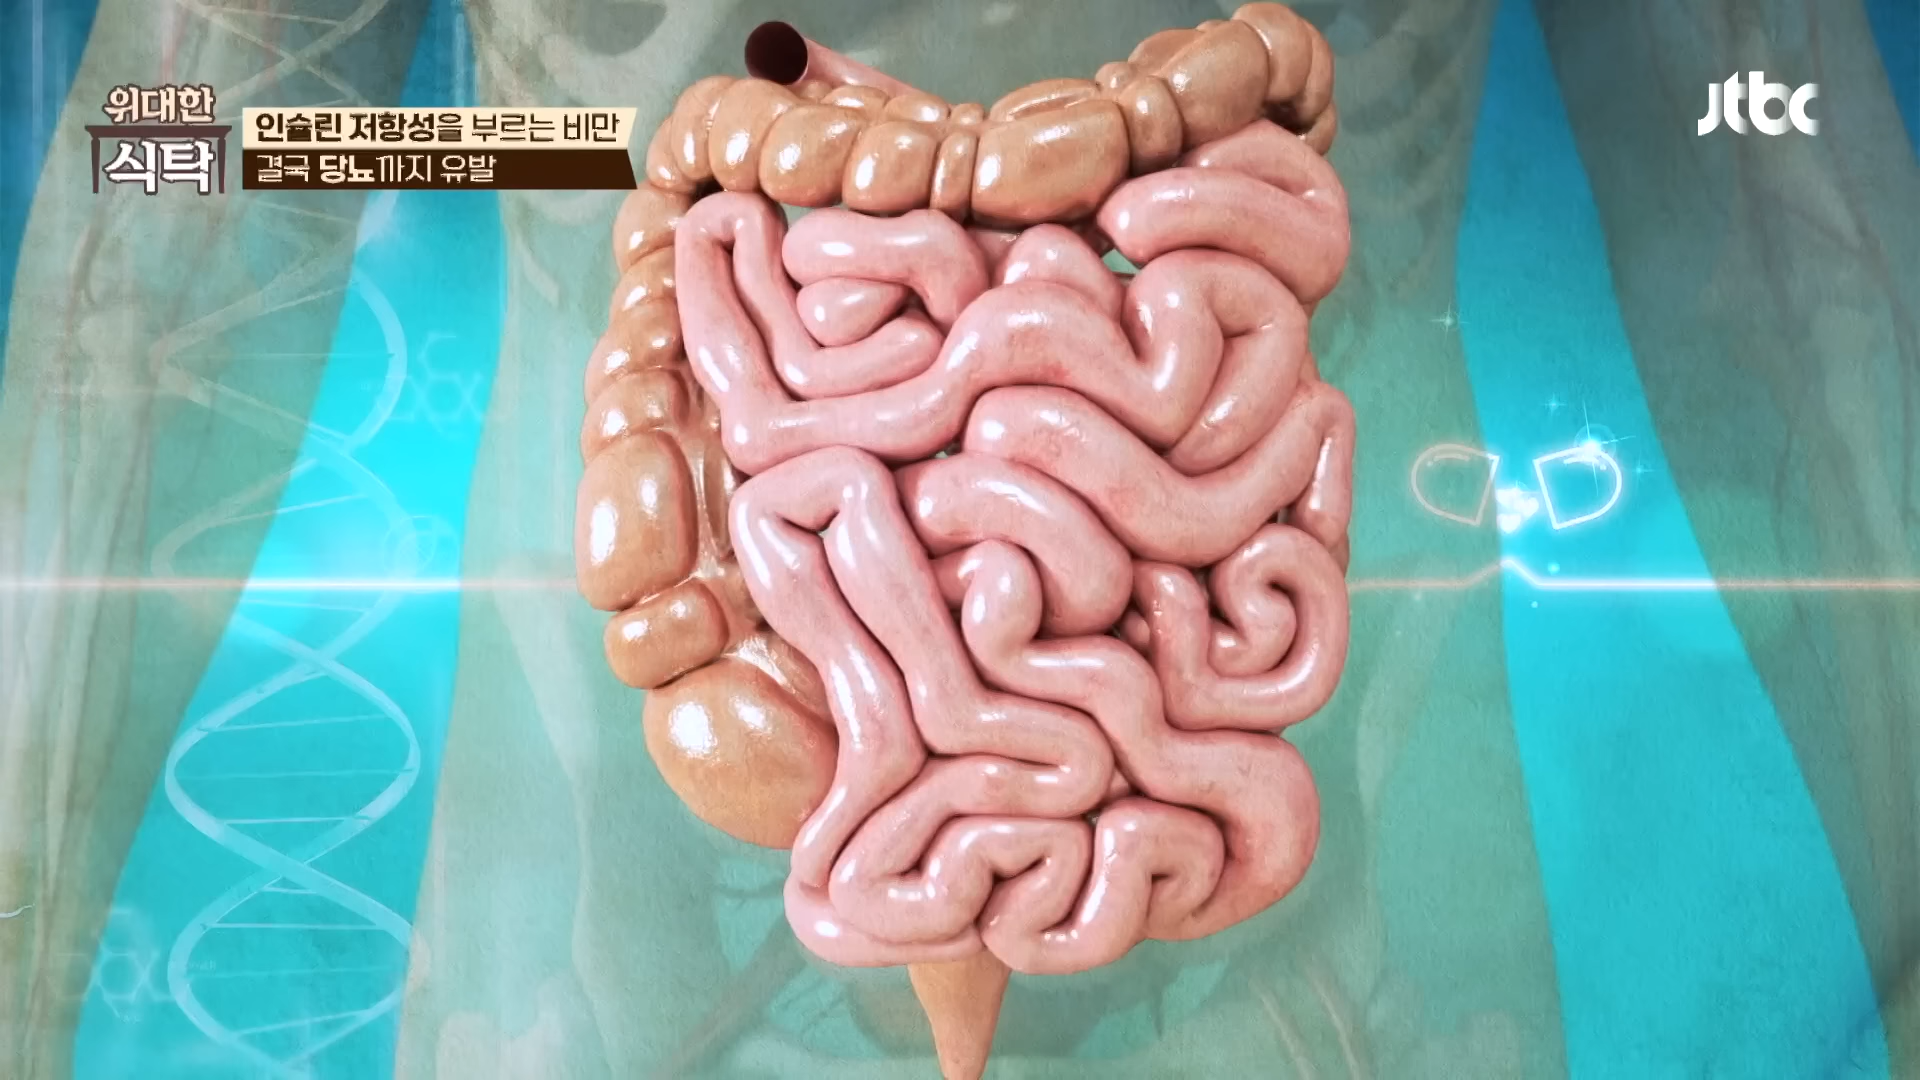 위대한
식탁
인슐린 저항성을 부르는 비만
결국 당뇨까지 유발
jtbc